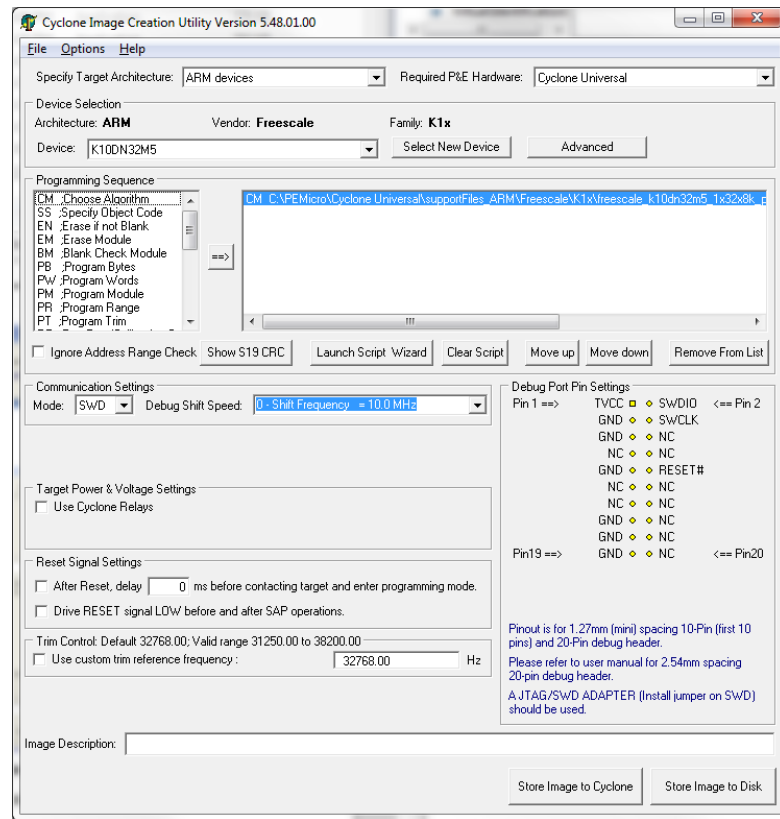 Cyclone Image Creation Utility Version 5.48.01.00
File Options Help
Specify Target Architecture: ARM devices Required P&E Hardware: Cyclone Universal
Device Selection
Architecture: ARM Vendor: Freescale Family: K1x
Device: K10DN32M5 Select New Device Advanced
Programming Sequence
CM ;Choose Algorithm
SS ;Specify Object Code
EN ;Erase if not Blank
EM ;Erase Module
BM ;Blank Check Module
PB ;Program Bytes
PW ;Program Words
PM ;Program Module
PR ;Program Range
PT ;Program Trim
==>
CM C:\PEMicro\Cyclone Universal\supportFiles_ARM\Freescale\K1x\freescale_k10dn32m5_1x32x8k_p
Ignore Address Range Check Show S19 CRC Launch Script Wizard Clear Script Move up Move down Remove From List
Communication Settings
Mode: SWD Debug Shift Speed: 0 - Shift Frequency = 10.0 MHz
Target Power & Voltage Settings
Use Cyclone Relays
Reset Signal Settings
After Reset, delay 0 ms before contacting target and enter programming mode.
Drive RESET signal LOW before and after SAP operations.
Trim Control: Default 32768.00; Valid range 31250.00 to 38200.00
Use custom trim reference frequency : 32768.00 Hz
Debug Port Pin Settings
Pin 1 ==> TVCC SWDIO <== Pin 2
GND SWCLK
GND NC
NC NC
GND RESET#
NC NC
NC NC
GND NC
GND NC
Pin19 ==> GND NC <== Pin20
Pinout is for 1.27mm (mini) spacing 10-Pin (first 10
pins) and 20-Pin debug header.
Please refer to user manual for 2.54mm spacing
20-pin debug header.
A JTAG/SWD ADAPTER (Install jumper on SWD)
should be used.
Image Description:
Store Image to Cyclone Store Image to Disk